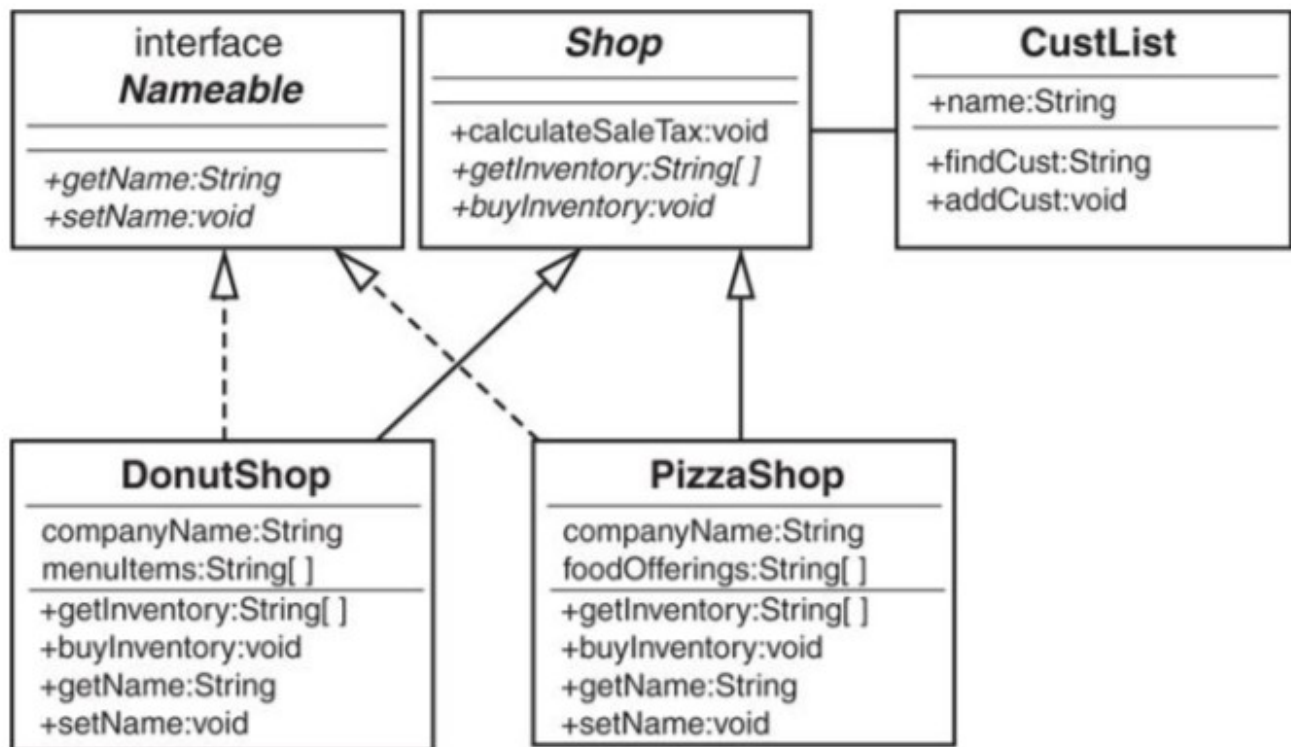 interface
Nameable
+getName:String
+setName:void
Shop
+calculateSaleTax:void
+getInventory:String[ ]
+buyInventory:void
CustList
+name:String
+findCust:String
+addCust:void
DonutShop
companyName:String
menuItems:String[ ]
+getInventory:String[ ]
+buyInventory:void
+getName:String
+setName:void
PizzaShop
companyName:String
foodOfferings:String[ ]
+getInventory:String[ ]
+buyInventory:void
+getName:String
+setName:void